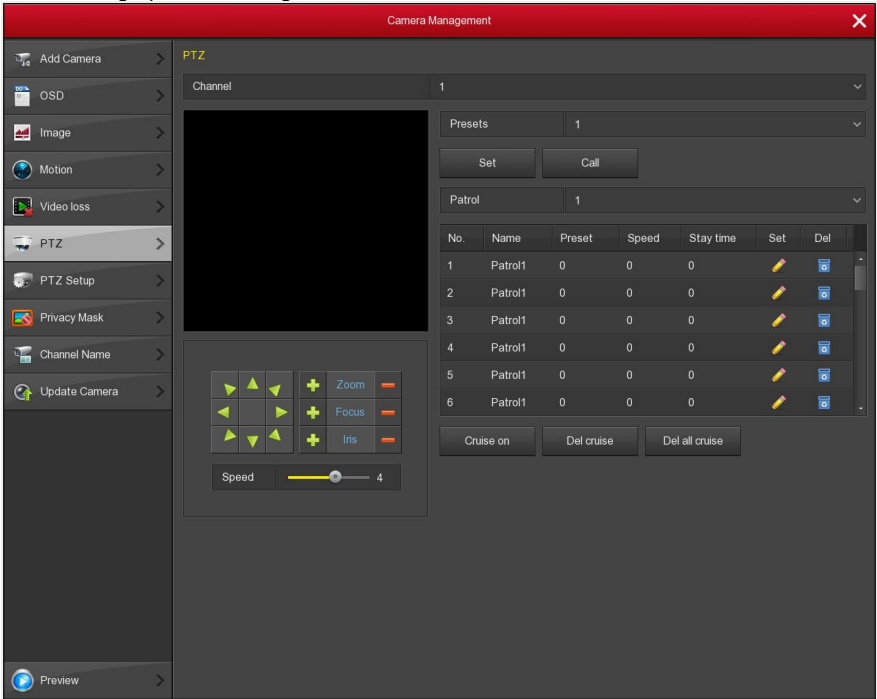 Camera Management
Add Camera
OSD
Image
Motion
Video loss
PTZ
PTZ Setup
Privacy Mask
Channel Name
Update Camera
Preview
PTZ
Channel 1
Presets 1
Set Call
Patrol 1
No. Name Preset Speed Stay time Set Del
1 Patrol1 0 0 0
2 Patrol1 0 0 0
3 Patrol1 0 0 0
4 Patrol1 0 0 0
5 Patrol1 0 0 0
6 Patrol1 0 0 0
Cruise on Del cruise Del all cruise
Zoom
Focus
Iris
Speed 4